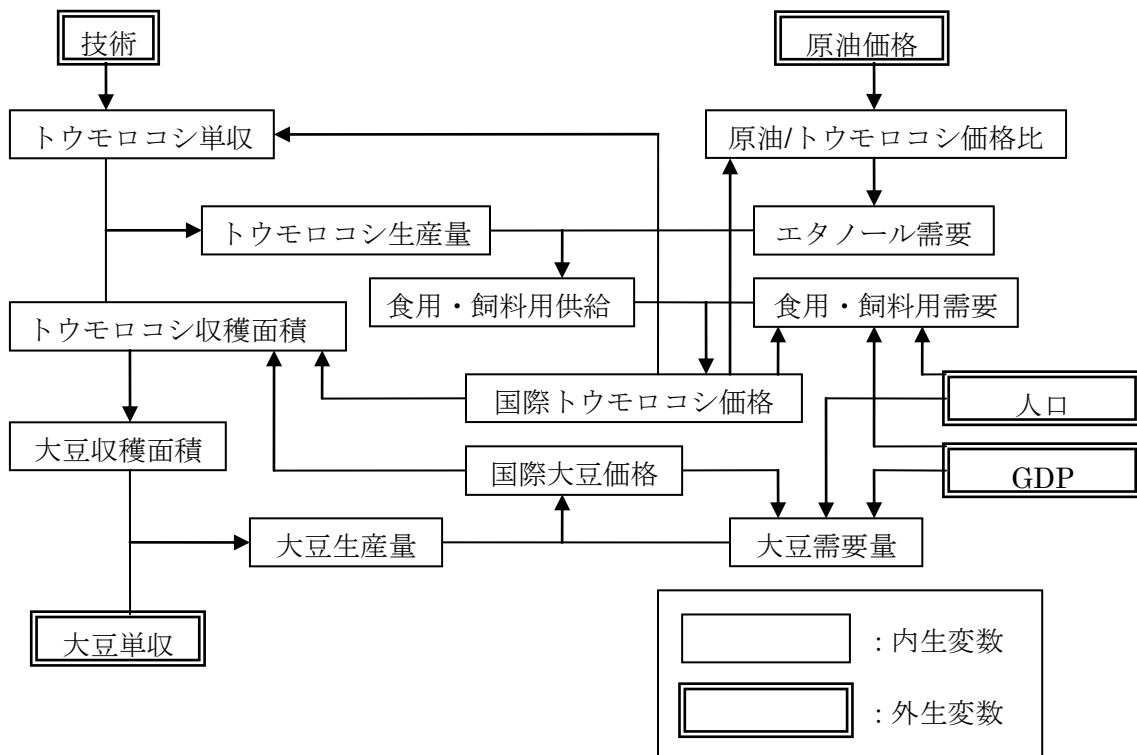 技術
原油価格
トウモロコシ単収
原油/トウモロコシ価格比
トウモロコシ生産量
エタノール需要
食用・飼料用供給
食用・飼料用需要
トウモロコシ収穫面積
国際トウモロコシ価格
人口
大豆収穫面積
国際大豆価格
GDP
大豆生産量
大豆需要量
大豆単収
：内生変数
：外生変数